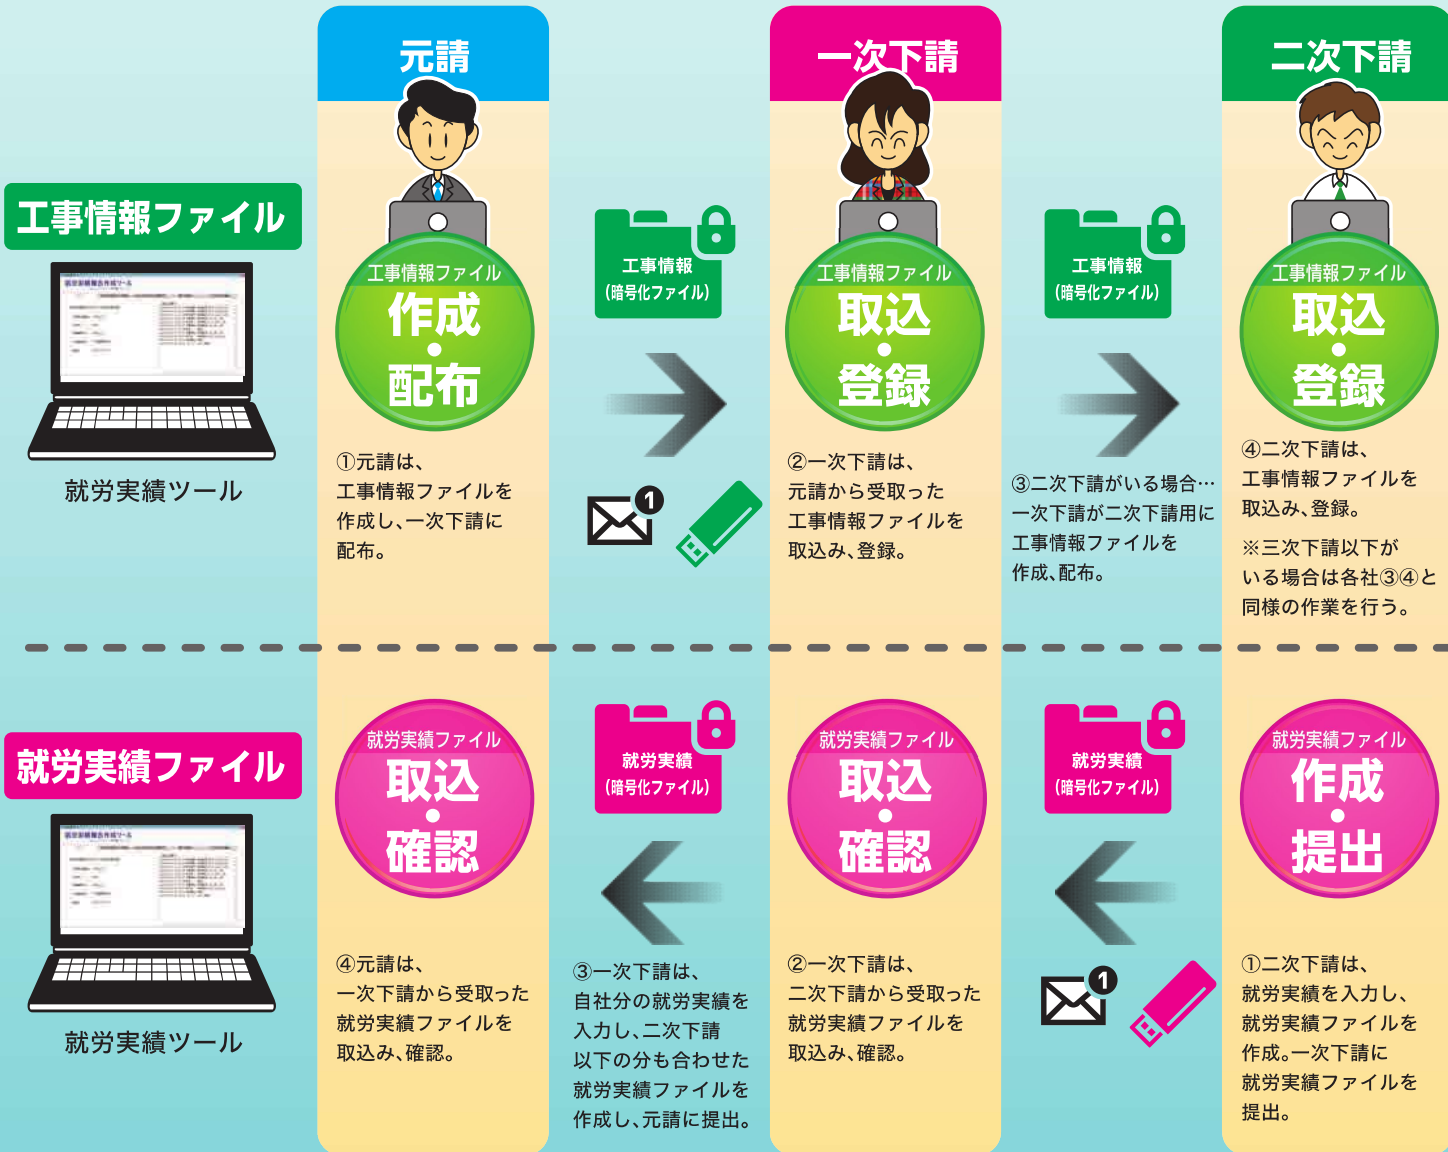 元請
一次下請
二次下請
工事情報ファイル
就労実績ツール
工事情報ファイル
作成
・
配布
①元請は、
工事情報ファイルを
作成し、一次下請に
配布。
工事情報
(暗号化ファイル)
1
工事情報ファイル
取込
・
登録
②一次下請は、
元請から受取った
工事情報ファイルを
取込み、登録。
工事情報
(暗号化ファイル)
③二次下請がいる場合…
一次下請が二次下請用に
工事情報ファイルを
作成、配布。
工事情報ファイル
取込
・
登録
④二次下請は、
工事情報ファイルを
取込み、登録。
※三次下請以下が
いる場合は各社③④と
同様の作業を行う。
就労実績ファイル
就労実績ツール
就労実績ファイル
取込
・
確認
④元請は、
一次下請から受取った
就労実績ファイルを
取込み、確認。
就労実績
(暗号化ファイル)
③一次下請は、
自社分の就労実績を
入力し、二次下請
以下の分も合わせた
就労実績ファイルを
作成し、元請に提出。
就労実績ファイル
取込
・
確認
②一次下請は、
二次下請から受取った
就労実績ファイルを
取込み、確認。
就労実績
(暗号化ファイル)
1
就労実績ファイル
作成
・
提出
①二次下請は、
就労実績を入力し、
就労実績ファイルを
作成。一次下請に
就労実績ファイルを
提出。